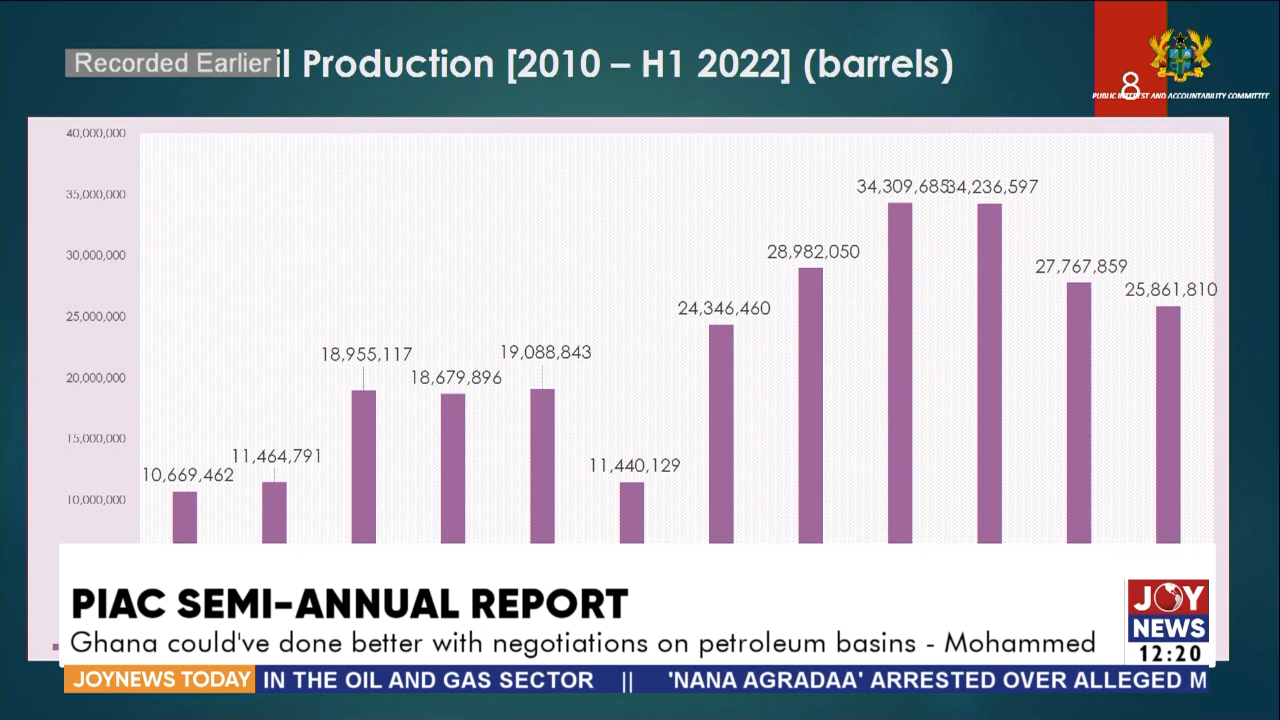 Recorded Earlier
il Production [2010 – H1 2022] (barrels)
8
PUBLIC INTEREST AND ACCOUNTABILITY COMMITTEE
40,000,000
35,000,000
30,000,000
25,000,000
20,000,000
15,000,000
10,000,000
10,669,462
11,464,791
18,955,117
18,679,896
19,088,843
11,440,129
24,346,460
28,982,050
34,309,685
34,236,597
27,767,859
25,861,810
PIAC SEMI-ANNUAL REPORT
Ghana could've done better with negotiations on petroleum basins - Mohammed
JOY
NEWS
12:20
JOYNEWS TODAY
IN THE OIL AND GAS SECTOR || 'NANA AGRADAA' ARRESTED OVER ALLEGED M